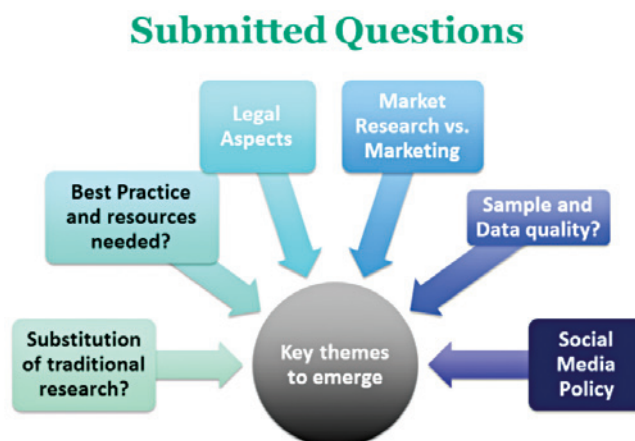 Submitted Questions
Legal
Aspects
Market
Research vs.
Marketing
Best Practice
and resources
needed?
Sample and
Data quality?
Substitution
of traditional
research?
Key themes
to emerge
Social
Media
Policy